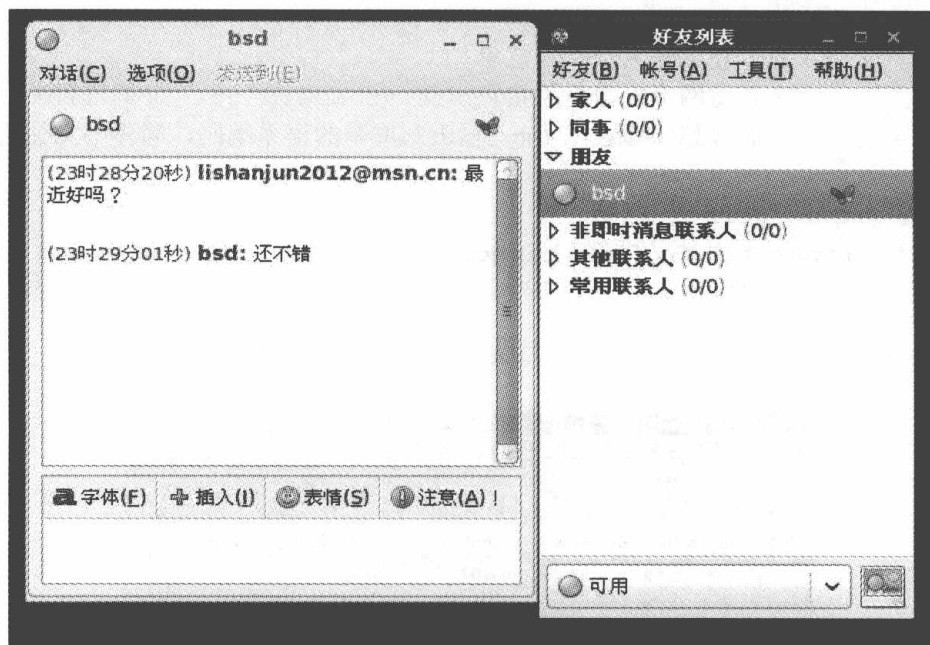 bsd
对话(C) 选项(O) 发送到(E)
bsd
(23时28分20秒) lishanjun2012@msn.cn: 最
近好吗？
(23时29分01秒) bsd: 还不错
字体(F) 插入(I) 表情(S) 注意(A)！
好友列表
好友(B) 帐号(A) 工具(T) 帮助(H)
家人 (0/0)
同事 (0/0)
朋友
bsd
非即时消息联系人 (0/0)
其他联系人 (0/0)
常用联系人 (0/0)
可用